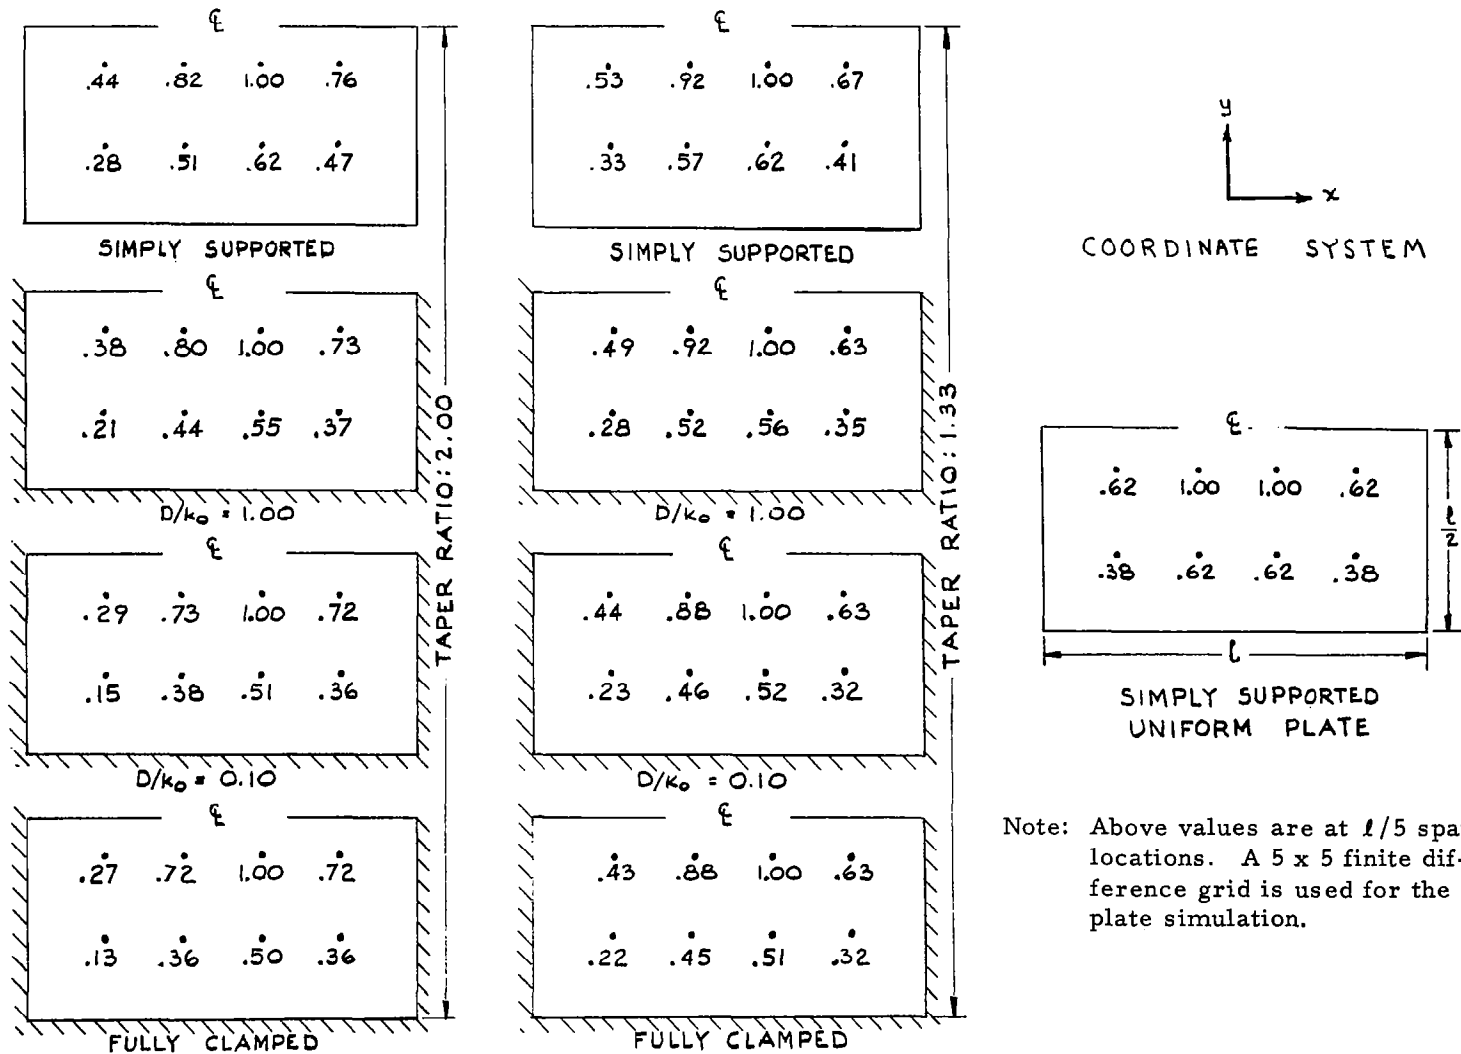 ℄
.44 .82 1.00 .76
.28 .51 .62 .47
SIMPLY SUPPORTED
℄
.38 .80 1.00 .73
.21 .44 .55 .37
D/k₀ = 1.00
℄
.29 .73 1.00 .72
.15 .38 .51 .36
D/k₀ = 0.10
℄
.27 .72 1.00 .72
.13 .36 .50 .36
FULLY CLAMPED
TAPER RATIO: 2.00
℄
.53 .92 1.00 .67
.33 .57 .62 .41
SIMPLY SUPPORTED
℄
.49 .92 1.00 .63
.28 .52 .56 .35
D/k₀ = 1.00
℄
.44 .88 1.00 .63
.23 .46 .52 .32
D/k₀ = 0.10
℄
.43 .88 1.00 .63
.22 .45 .51 .32
FULLY CLAMPED
TAPER RATIO: 1.33
y
x
COORDINATE SYSTEM
℄
.62 1.00 1.00 .62
.38 .62 .62 .38
ℓ/2
ℓ
SIMPLY SUPPORTED
UNIFORM PLATE
Note: Above values are at ℓ/5 spa
locations. A 5 x 5 finite dif-
ference grid is used for the
plate simulation.